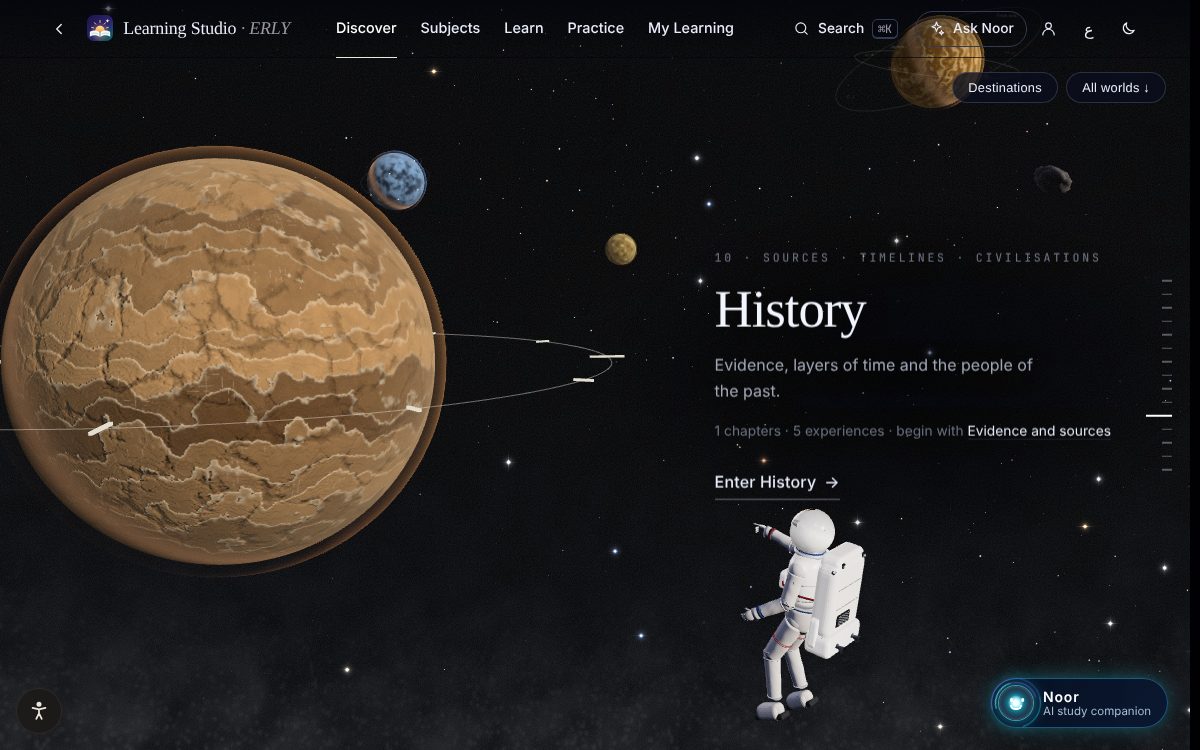 Learning Studio · ERLY
Discover
Subjects
Learn
Practice
My Learning
Search ⌘K
Ask Noor
ع
Destinations
All worlds ↓
10 · SOURCES · TIMELINES · CIVILISATIONS
History
Evidence, layers of time and the people of
the past.
1 chapters · 5 experiences · begin with Evidence and sources
Enter History →
Noor
AI study companion